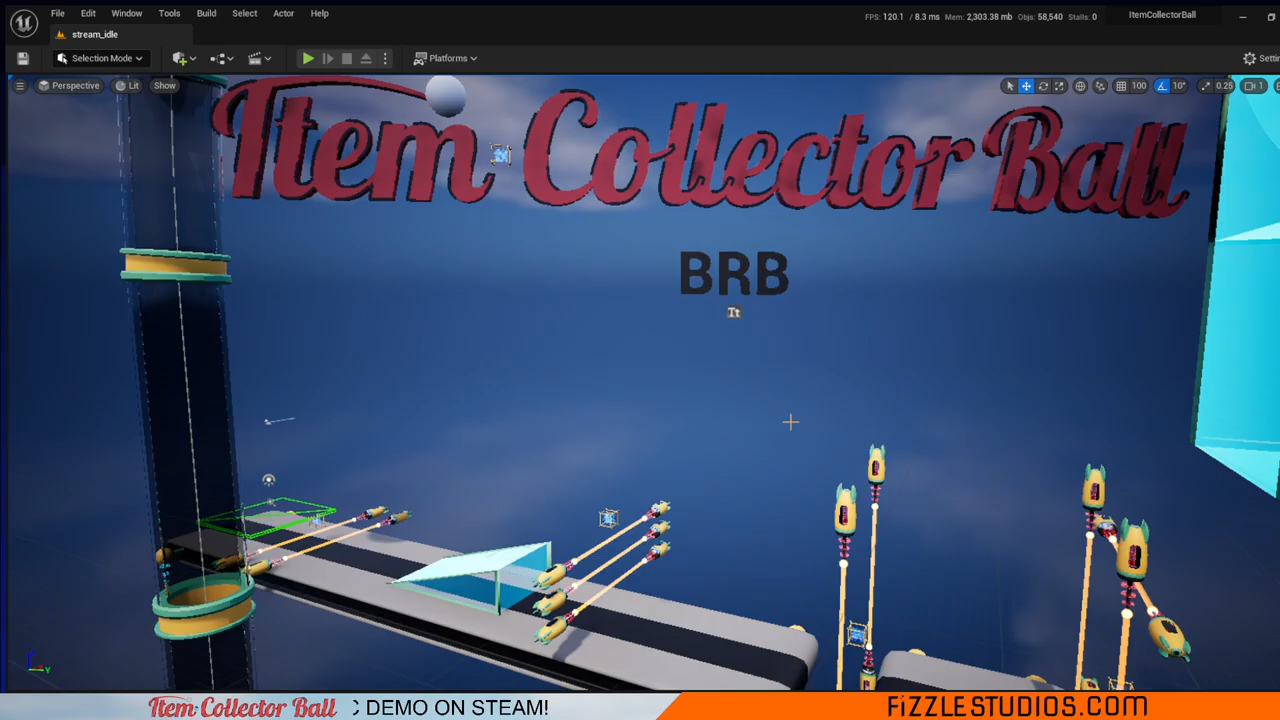 File Edit Window Tools Build Select Actor Help
FPS: 120.1 / 8.3 ms Mem: 2,303.38 mb Objs: 58,540 Stalls: 0
ItemCollectorBall
stream_idle
Selection Mode
Platforms
Perspective Lit Show
100 10° 0.25 1
Item Collector Ball
BRB
Tt
Item Collector Ball
DEMO ON STEAM!
FiZZLESTUDIOS.COM